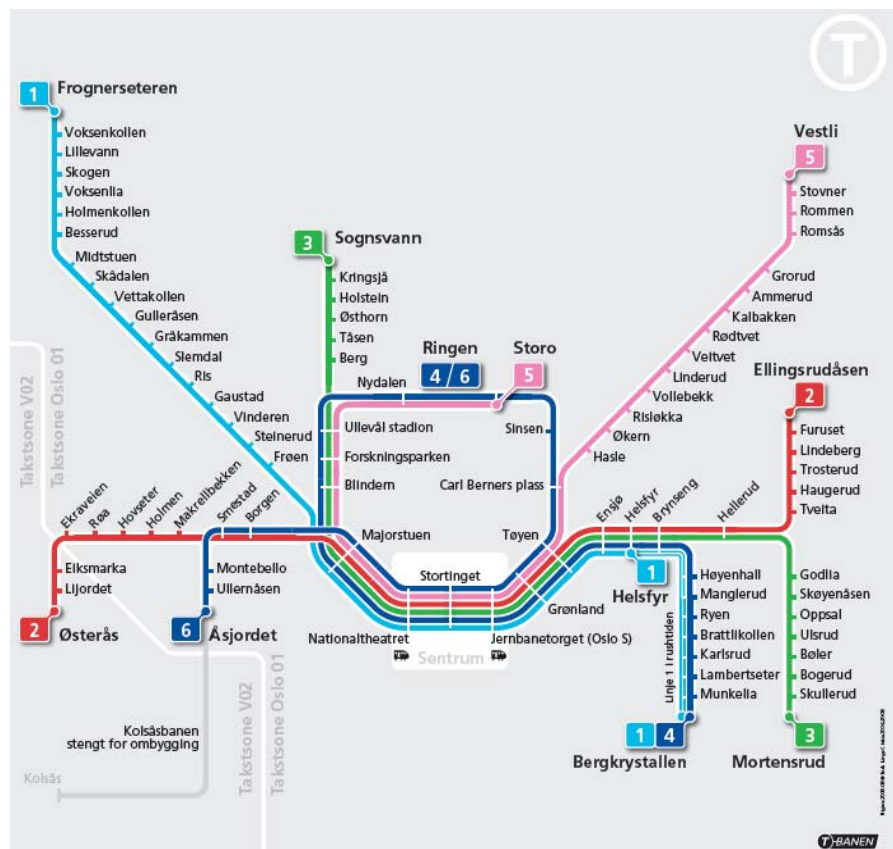 T
1 Frognerseteren
Voksenkollen
Lillevann
Skogen
Voksenlia
Holmenkollen
Besserud
Midtstuen
Skådalen
Vettakollen
Gulleråsen
Gråkammen
Slemdal
Ris
Gaustad
Vinderen
Steinerud
Frøen
3 Sognsvann
Kringsjå
Holstein
Østhorn
Tåsen
Berg
Ringen
4/6
Storo
5
Nydalen
Ullevål stadion
Forskningsparken
Blindern
Sinsen
Carl Berners plass
Vestli
5
Stovner
Rommen
Romsås
Grorud
Ammerud
Kalbakken
Rødtvet
Veitvet
Linderud
Vollebekk
Risløkka
Økern
Hasle
Ellingsrudåsen
2
Furuset
Lindeberg
Trosterud
Haugerud
Tveita
Takstsone V02
Takstsone Oslo 01
Ekraveien
Røa
Hovseter
Holmen
Makrellbekken
Smestad
Borgen
Eiksmarka
Lijordet
2 Østerås
Montebello
Ullernåsen
6 Åsjordet
Majorstuen
Tøyen
Stortinget
Grønland
Nationaltheatret
Jernbanetorget (Oslo S)
Sentrum
Ensjø
Helsfyr
Brynseng
Hellerud
1
Helsfyr
Høyenhall
Manglerud
Ryen
Brattlikollen
Karlsrud
Lambertseter
Munkelia
Linje 1 i rushtiden
1 4
Bergkrystallen
Godlia
Skøyenåsen
Oppsal
Ulsrud
Bøler
Bogerud
Skullerud
3
Mortensrud
Kolsåsbanen
stengt for ombygging
Kolsås
Takstsone V02
Takstsone Oslo 01
T-BANEN